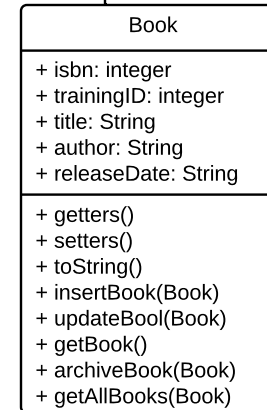 Book
+ isbn: integer
+ trainingID: integer
+ title: String
+ author: String
+ releaseDate: String
+ getters()
+ setters()
+ toString()
+ insertBook(Book)
+ updateBool(Book)
+ getBook()
+ archiveBook(Book)
+ getAllBooks(Book)